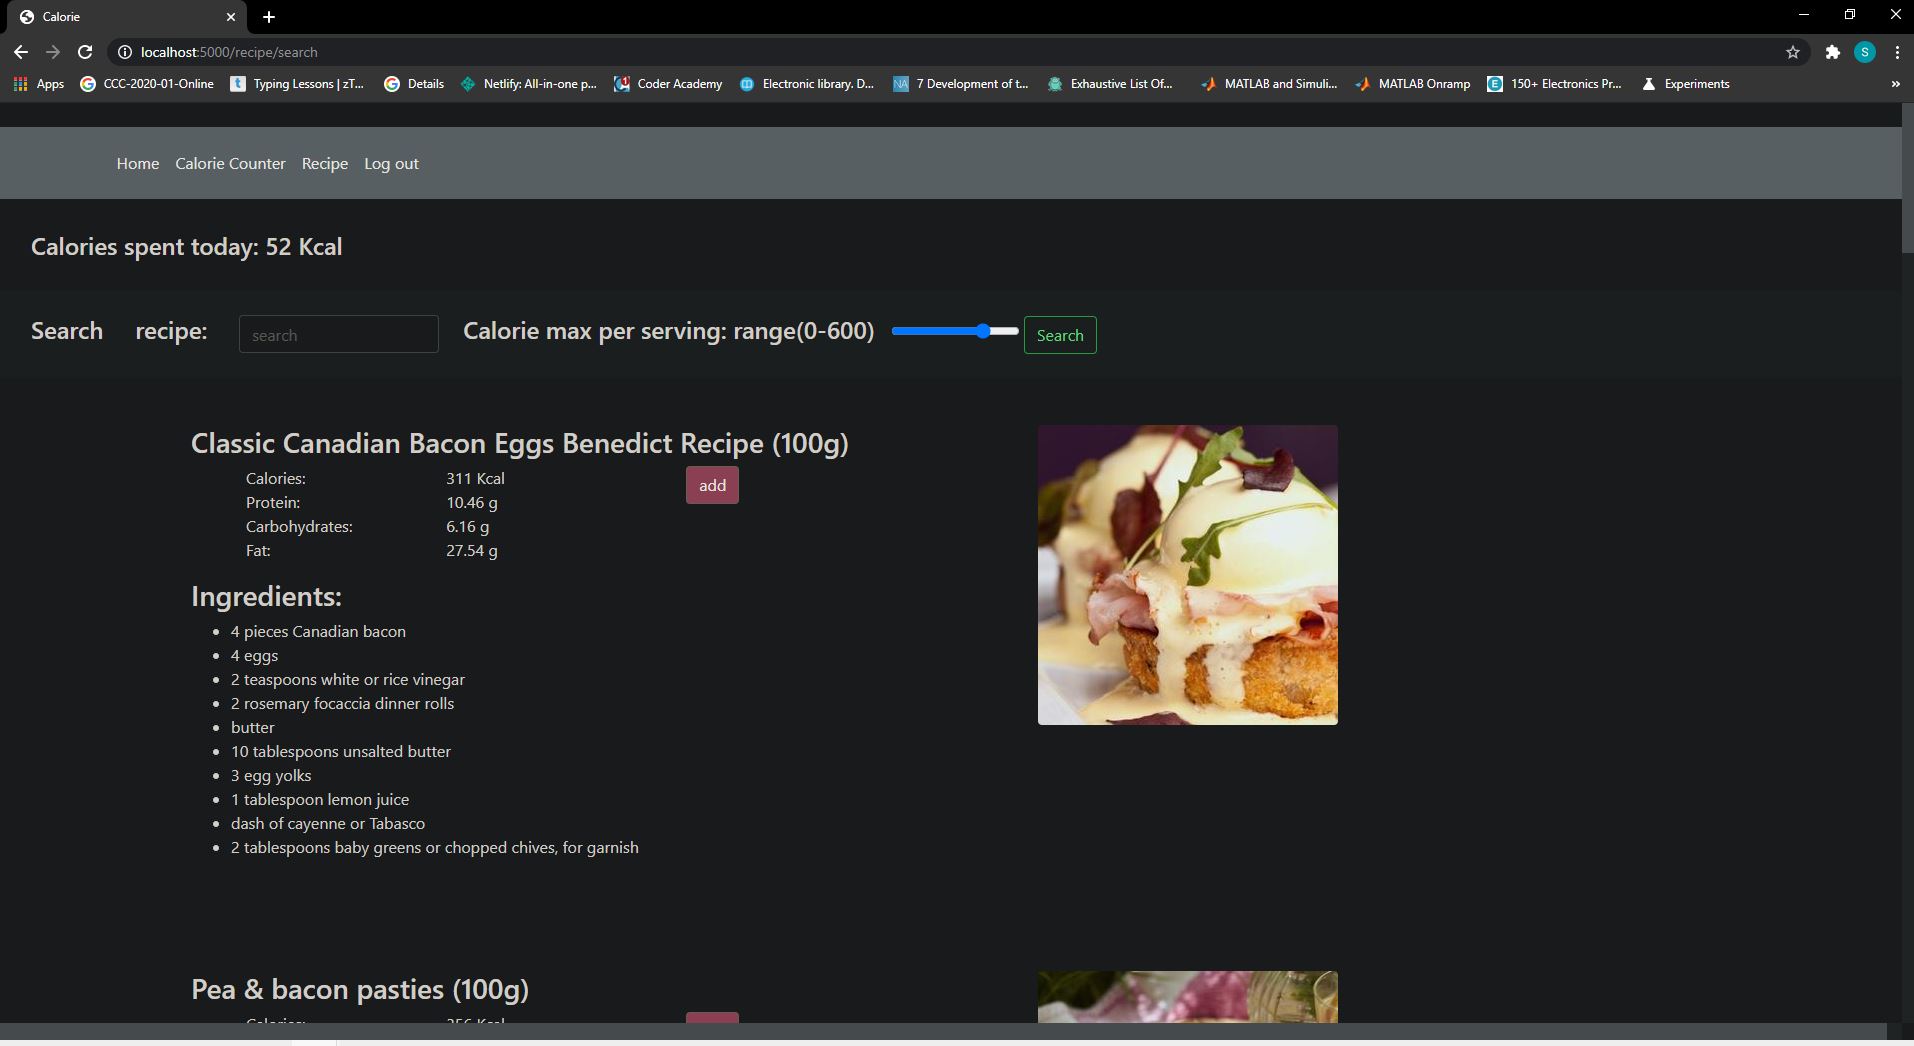 Calorie
localhost:5000/recipe/search
S
Apps CCC-2020-01-Online Typing Lessons | zT... Details Netlify: All-in-one p... Coder Academy Electronic library. D... NA 7 Development of t... Exhaustive List Of... MATLAB and Simuli... MATLAB Onramp 150+ Electronics Pr... Experiments »
Home Calorie Counter Recipe Log out
Calories spent today: 52 Kcal
Search recipe: search Calorie max per serving: range(0-600) Search
Classic Canadian Bacon Eggs Benedict Recipe (100g)
Calories: 311 Kcal add
Protein: 10.46 g
Carbohydrates: 6.16 g
Fat: 27.54 g
Ingredients:
• 4 pieces Canadian bacon
• 4 eggs
• 2 teaspoons white or rice vinegar
• 2 rosemary focaccia dinner rolls
• butter
• 10 tablespoons unsalted butter
• 3 egg yolks
• 1 tablespoon lemon juice
• dash of cayenne or Tabasco
• 2 tablespoons baby greens or chopped chives, for garnish
Pea & bacon pasties (100g)